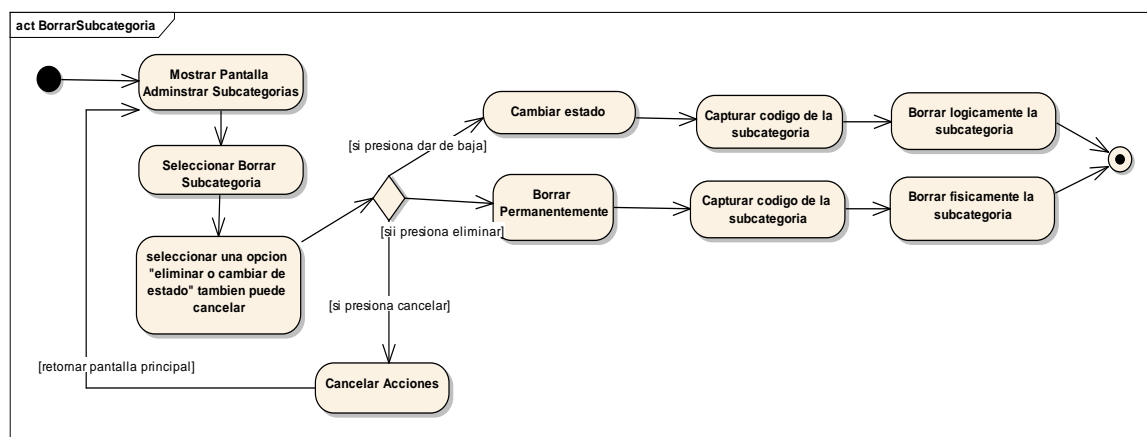 act BorrarSubcategoria
Mostrar Pantalla
Adminstrar Subcategorias
Seleccionar Borrar
Subcategoria
seleccionar una opcion
"eliminar o cambiar de
estado" tambien puede
cancelar
[si presiona dar de baja]
Cambiar estado
Capturar codigo de la
subcategoria
Borrar logicamente la
subcategoria
[sii presiona eliminar]
Borrar
Permanentemente
Capturar codigo de la
subcategoria
Borrar fisicamente la
subcategoria
[si presiona cancelar]
Cancelar Acciones
[retornar pantalla principal]